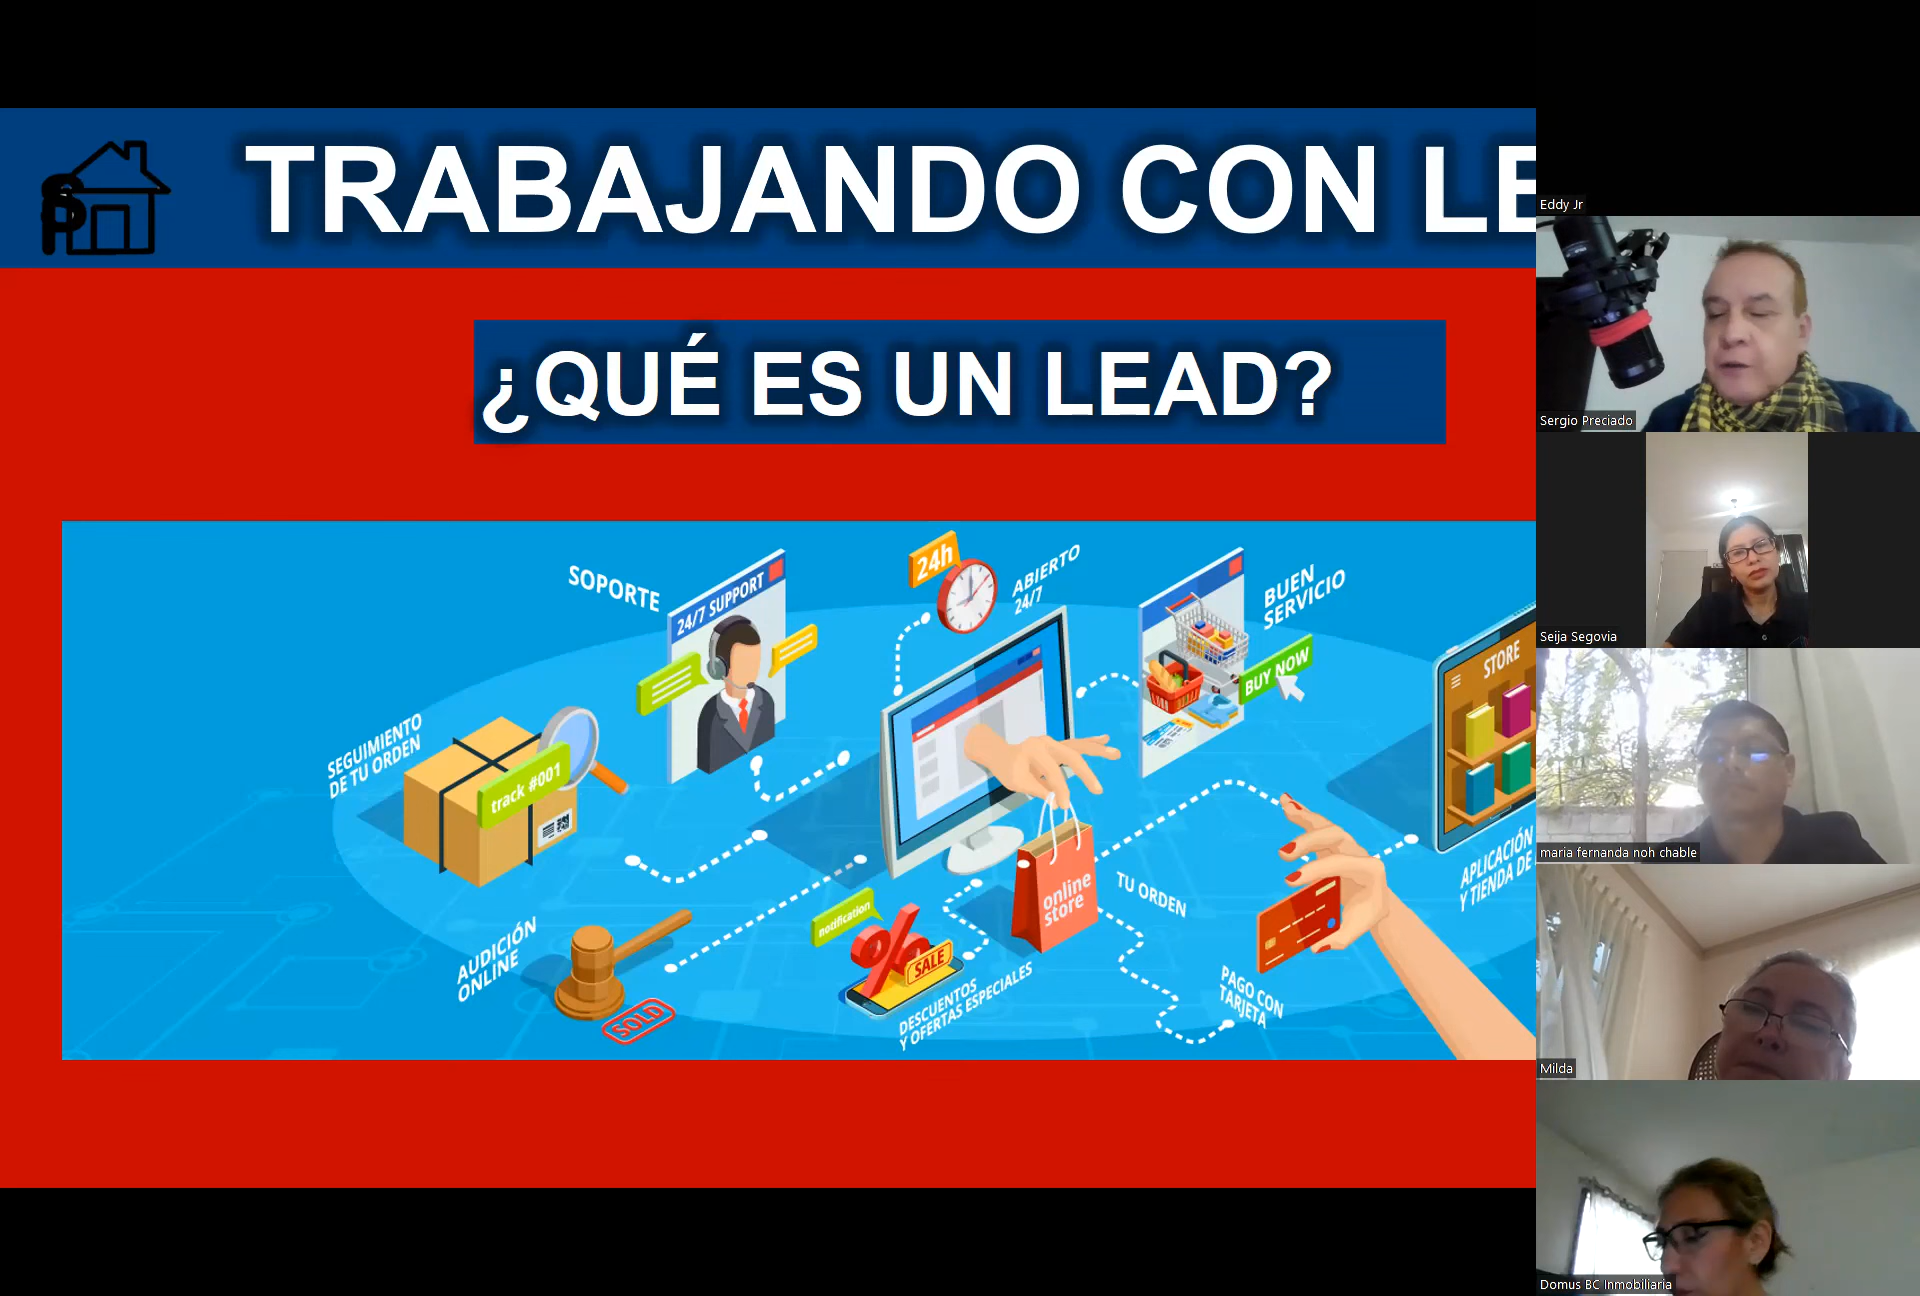 TRABAJANDO CON LE
¿QUÉ ES UN LEAD?
SOPORTE
24/7 SUPPORT
24h
ABIERTO
24/7
BUEN
SERVICIO
BUY NOW
STORE
SEGUIMIENTO
DE TU ORDEN
track #001
APLICACIÓN
Y TIENDA DE
online
store
TU ORDEN
notification
SALE
AUDICIÓN
ONLINE
SOLD
DESCUENTOS
Y OFERTAS ESPECIALES
PAGO CON
TARJETA
Eddy Jr
Sergio Preciado
Seija Segovia
maria fernanda noh chable
Milda
Domus BC Inmobiliaria